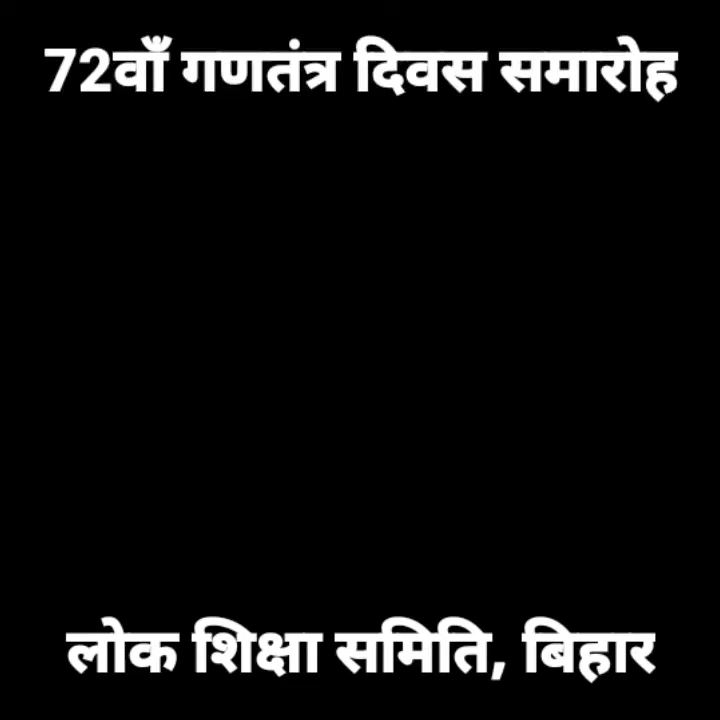 72वाँ गणतंत्र दिवस समारोह
लोक शिक्षा समिति, बिहार